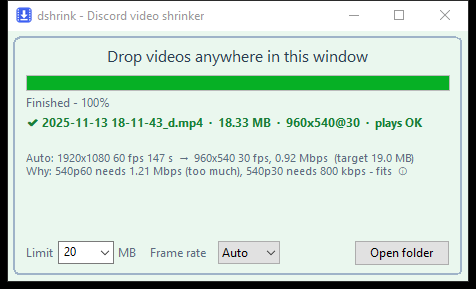 dshrink - Discord video shrinker
Drop videos anywhere in this window
Finished - 100%
✔ 2025-11-13 18-11-43_d.mp4 · 18.33 MB · 960x540@30 · plays OK
Auto: 1920x1080 60 fps 147 s → 960x540 30 fps, 0.92 Mbps (target 19.0 MB)
Why: 540p60 needs 1.21 Mbps (too much), 540p30 needs 800 kbps - fits ⓘ
Limit 20 MB Frame rate Auto Open folder